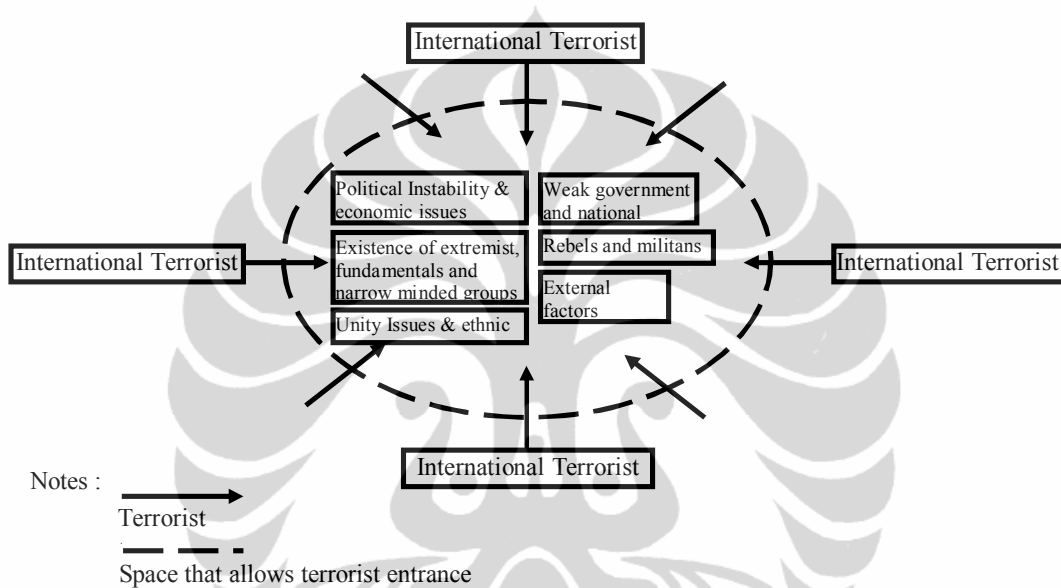 International Terrorist
Political Instability &
economic issues
Weak government
and national
Existence of extremist,
fundamentals and
narrow minded groups
Rebels and militans
External
factors
Unity Issues & ethnic
International Terrorist
International Terrorist
International Terrorist
Notes :
Terrorist
Space that allows terrorist entrance